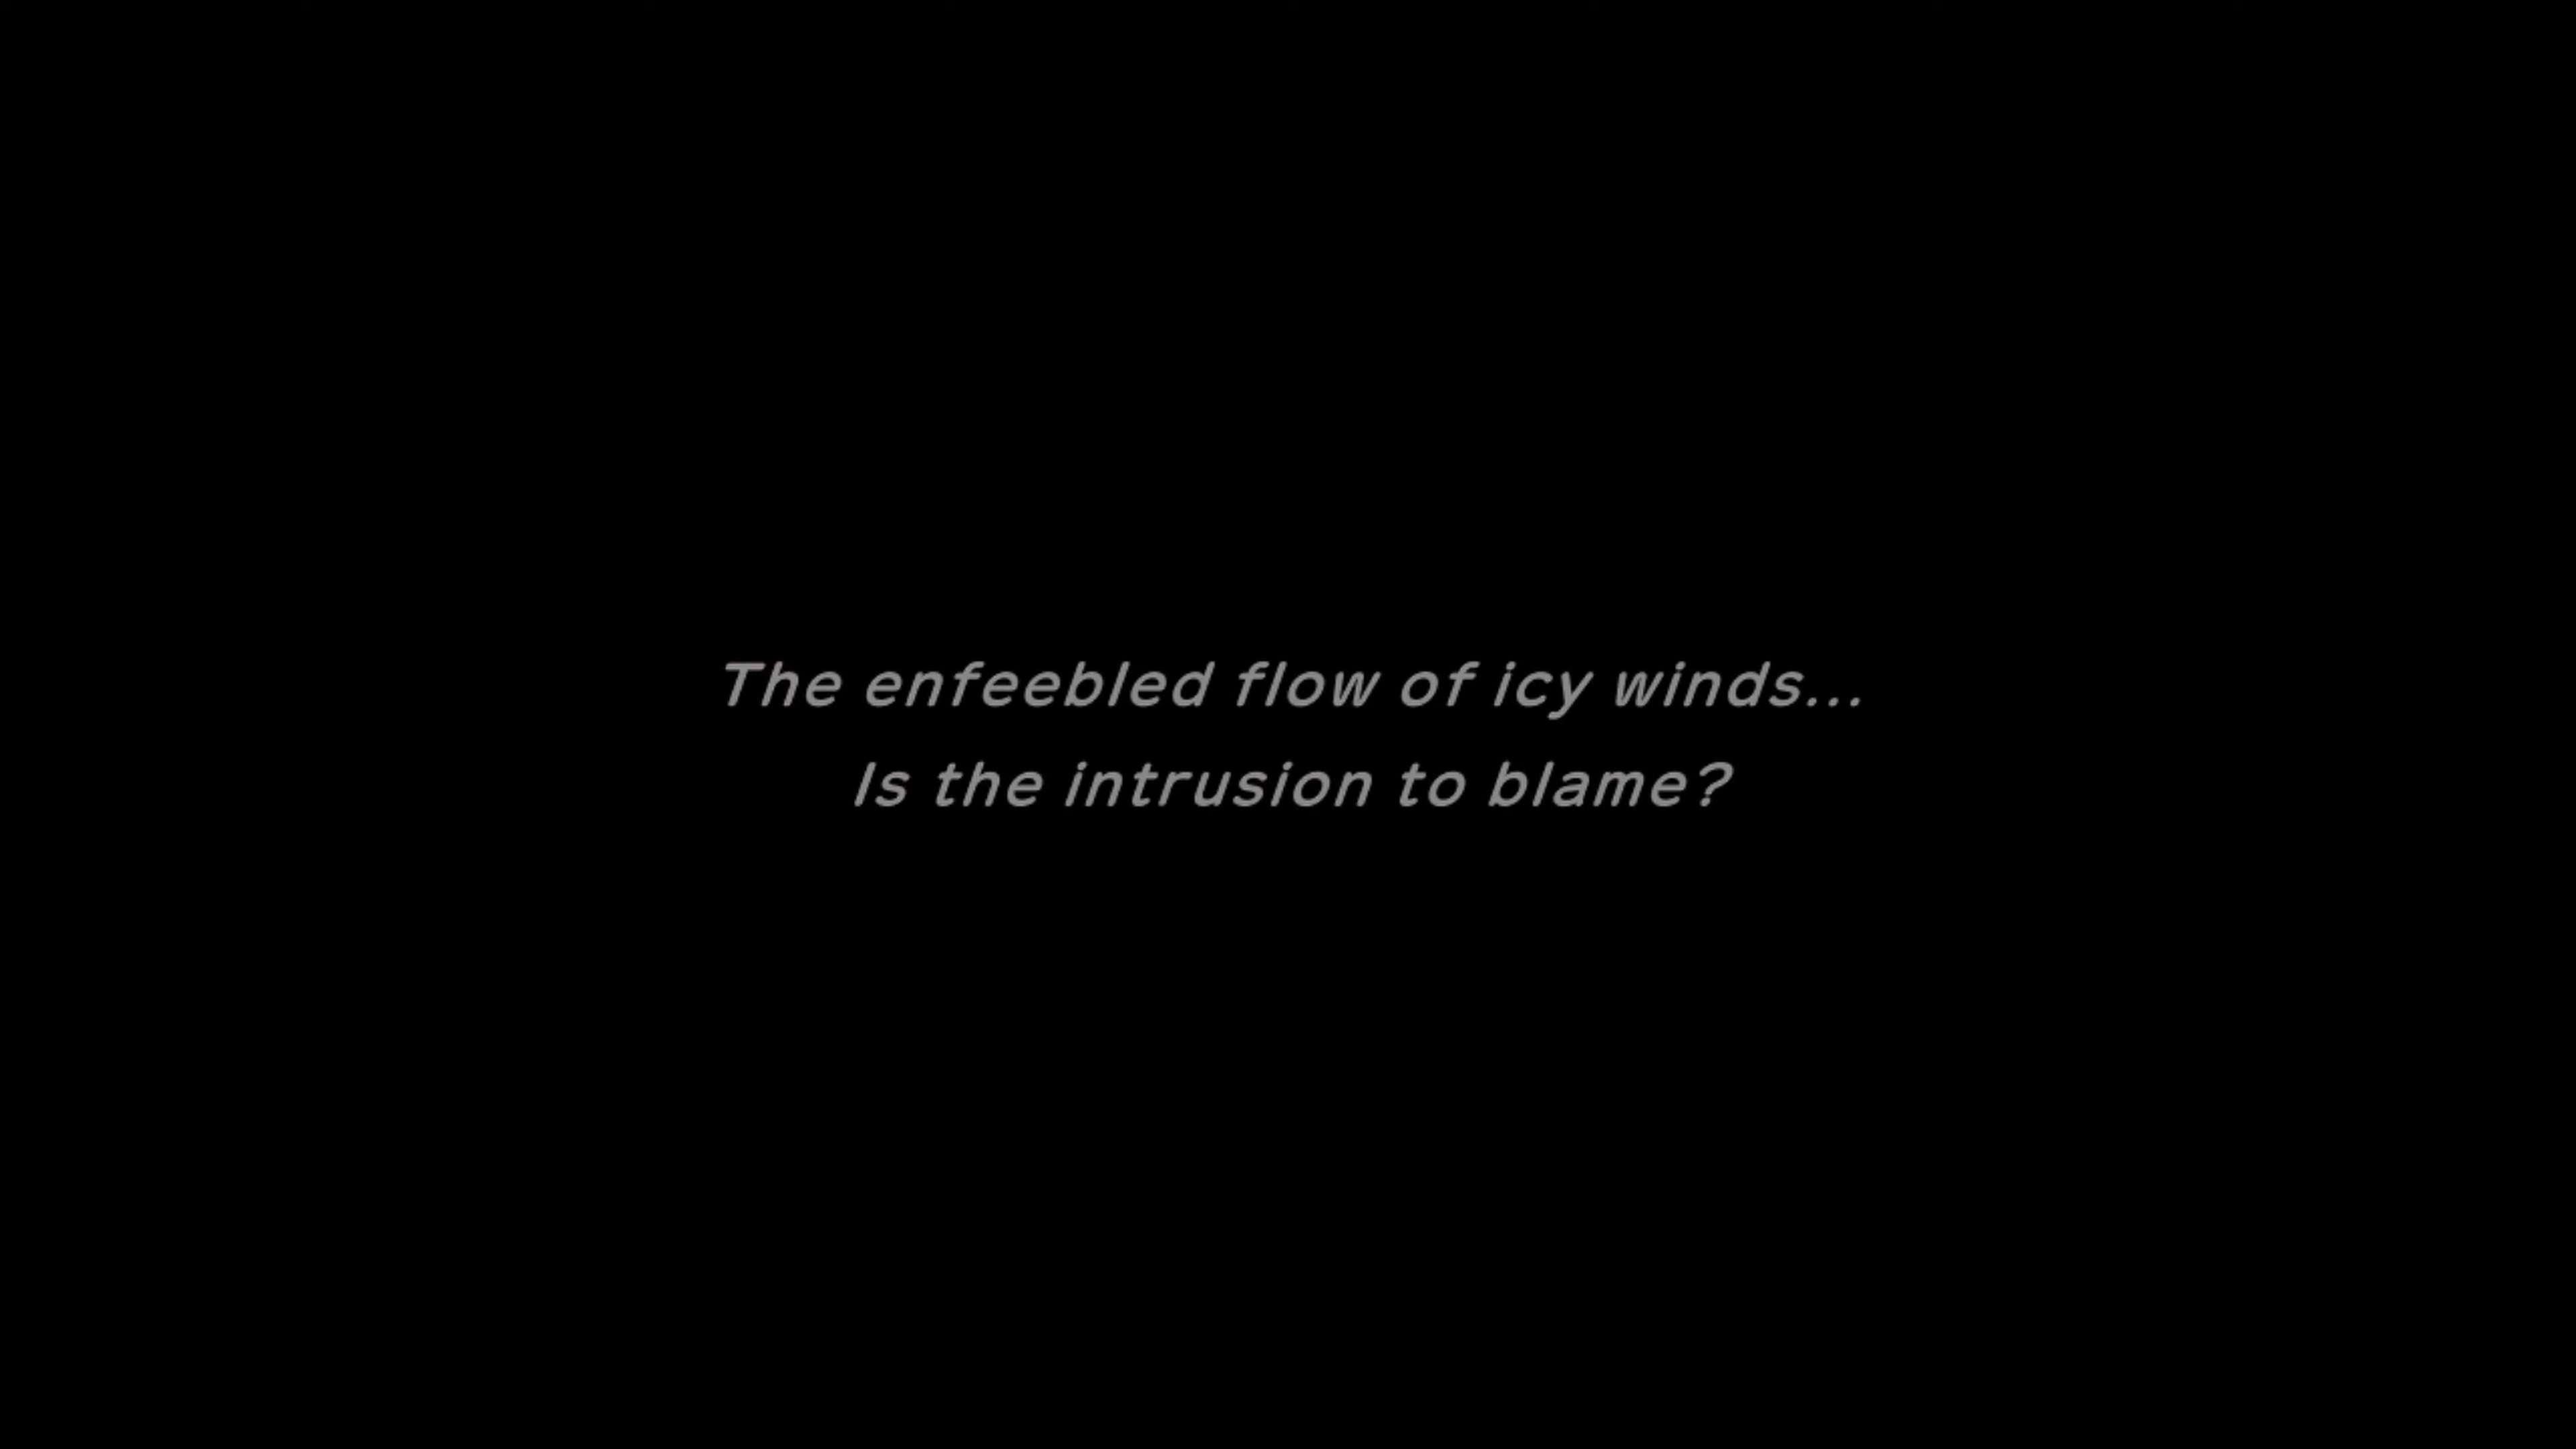 The enfeebled flow of icy winds...
Is the intrusion to blame?